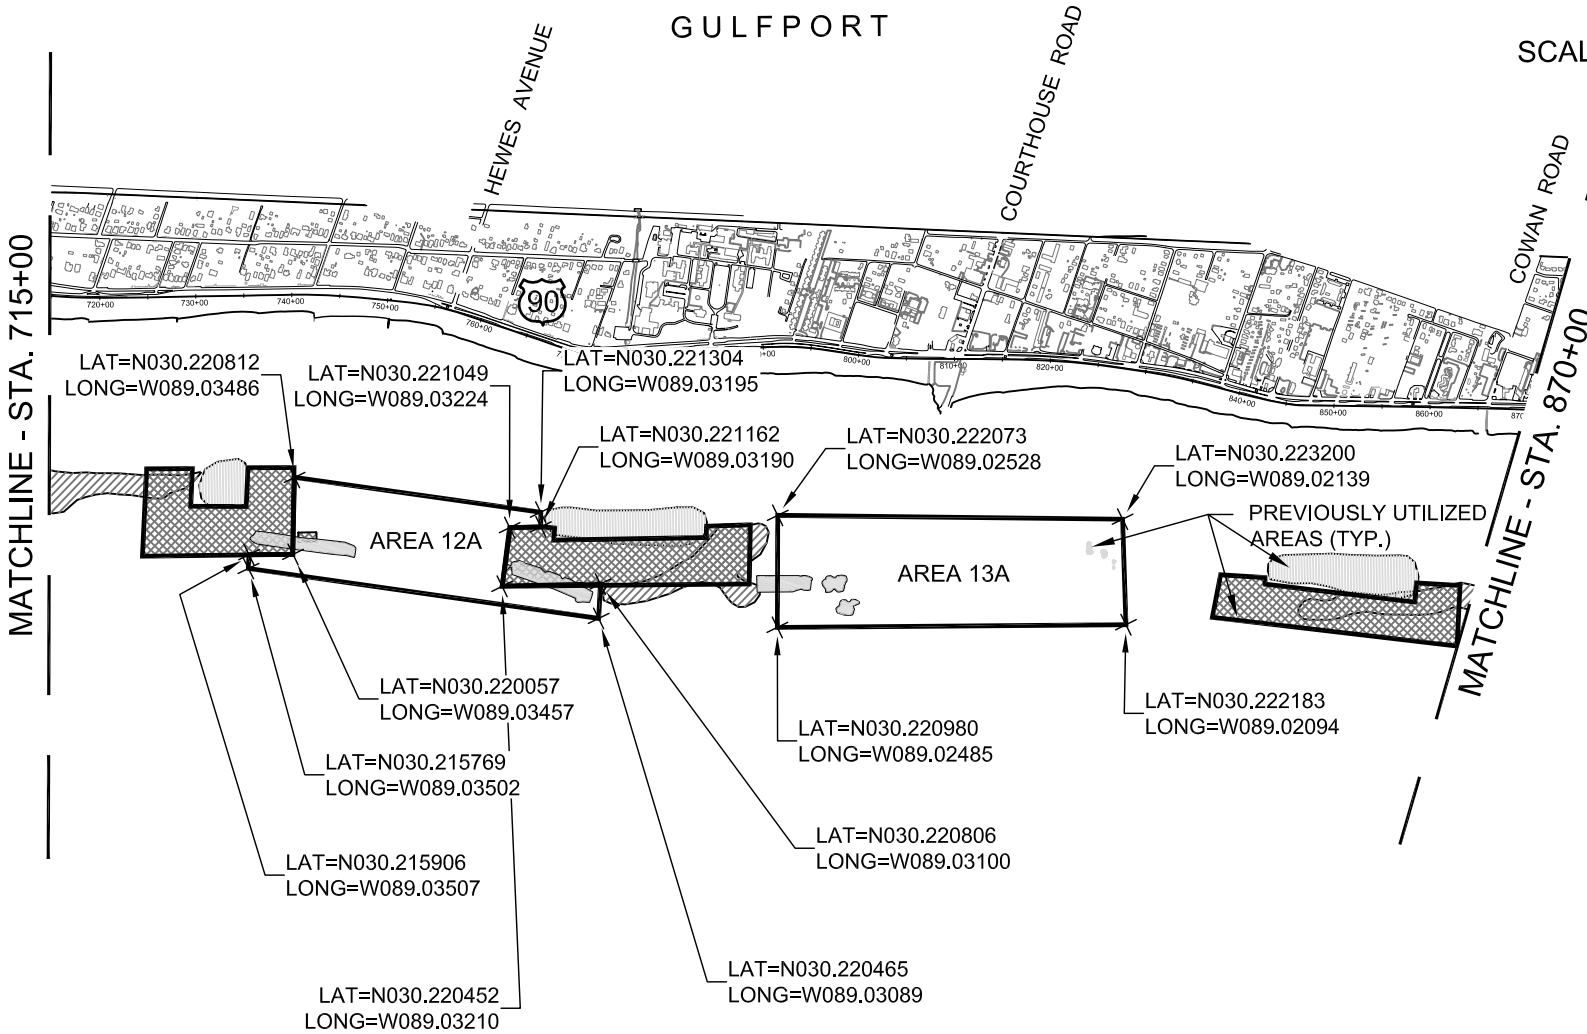 GULFPORT
SCAL
HEWES AVENUE
COURTHOUSE ROAD
COWAN ROAD
MATCHLINE - STA. 715+00
MATCHLINE - STA. 870+00
90
720+00
730+00
740+00
750+00
760+00
800+00
810+00
820+00
840+00
850+00
860+00
LAT=N030.220812
LONG=W089.03486
LAT=N030.221049
LONG=W089.03224
LAT=N030.221304
LONG=W089.03195
LAT=N030.221162
LONG=W089.03190
LAT=N030.222073
LONG=W089.02528
LAT=N030.223200
LONG=W089.02139
PREVIOUSLY UTILIZED
AREAS (TYP.)
AREA 12A
AREA 13A
LAT=N030.220057
LONG=W089.03457
LAT=N030.215769
LONG=W089.03502
LAT=N030.215906
LONG=W089.03507
LAT=N030.220452
LONG=W089.03210
LAT=N030.220465
LONG=W089.03089
LAT=N030.220806
LONG=W089.03100
LAT=N030.220980
LONG=W089.02485
LAT=N030.222183
LONG=W089.02094